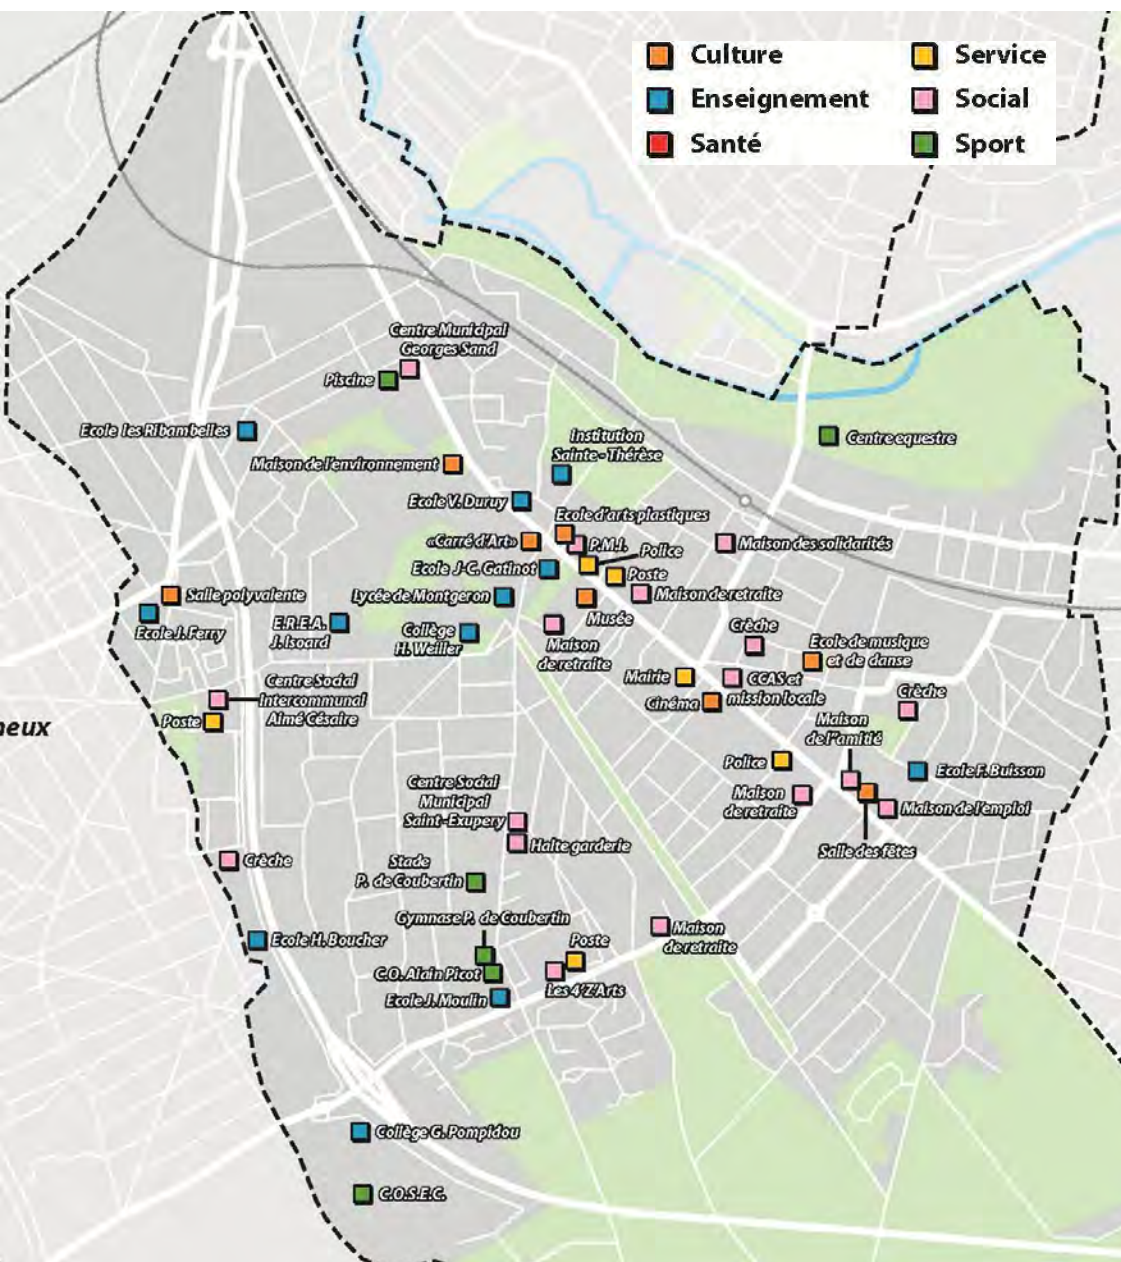 Culture
Service
Enseignement
Social
Santé
Sport
Centre Municipal
Georges Sand
Piscine
Ecole les Ribambelles
Institution
Sainte-Thérèse
Centre equestre
Maison de l'environnement
Ecole V. Duruy
Ecole d'arts plastiques
«Carré d'Art»
P.M.I.
Police
Maison des solidarités
Ecole J-C. Gatinot
Poste
Lycée de Montgeron
Maison de retraite
Salle polyvalente
Musée
Ecole J. Ferry
E.R.E.A.
J. Isoard
Collège
H. Weiller
Maison
de retraite
Crèche
Ecole de musique
et de danse
Mairie
CCAS et
mission locale
Cinéma
Centre Social
Intercommunal
Aimé Césaire
Poste
Crèche
Maison
de l''amitié
neux
Police
Ecole F. Buisson
Maison
de retraite
Maison de l'emploi
Centre Social
Municipal
Saint-Exupery
Halte garderie
Salle des fêtes
Crèche
Stade
P. de Coubertin
Gymnase P. de Coubertin
Maison
de retraite
Ecole H. Boucher
Poste
C.O. Alain Picot
Les 4'Z'Arts
Ecole J. Moulin
Collège G. Pompidou
C.O.S.E.C.